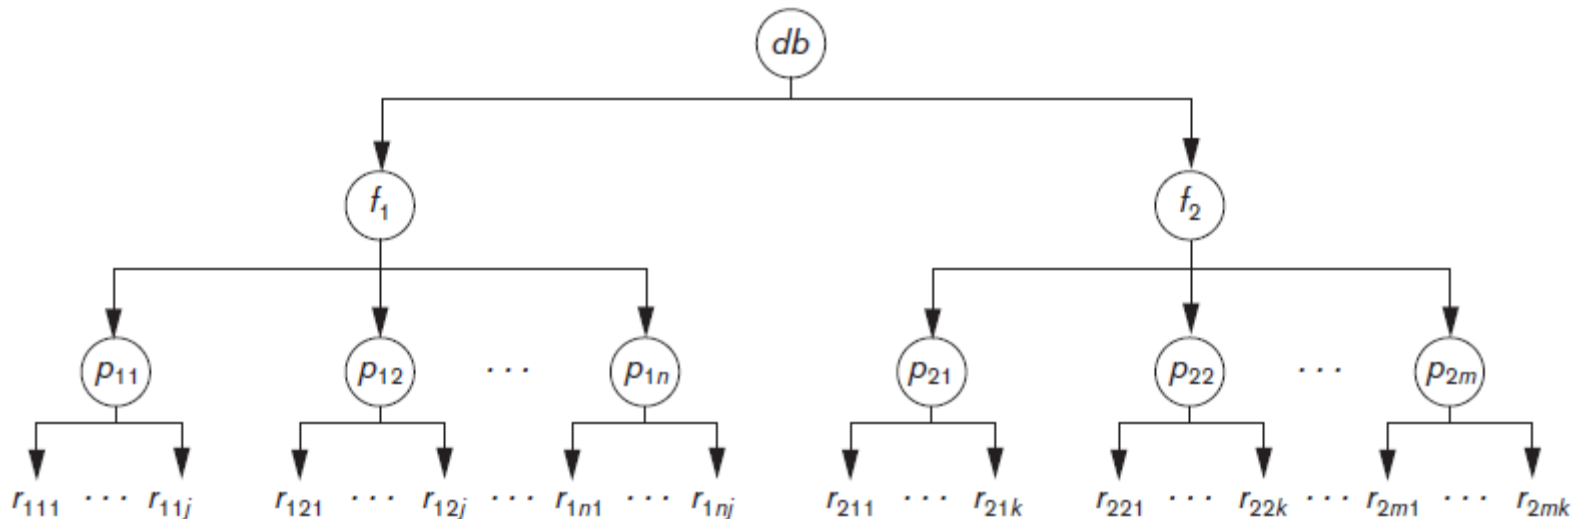 db
f₁ f₂
p₁₁ p₁₂ ··· p₁ₙ p₂₁ p₂₂ ··· p₂ₘ
r₁₁₁ ··· r₁₁ⱼ r₁₂₁ ··· r₁₂ⱼ ··· r₁ₙ₁ ··· r₁ₙⱼ r₂₁₁ ··· r₂₁ₖ r₂₂₁ ··· r₂₂ₖ ··· r₂ₘ₁ ··· r₂ₘₖ